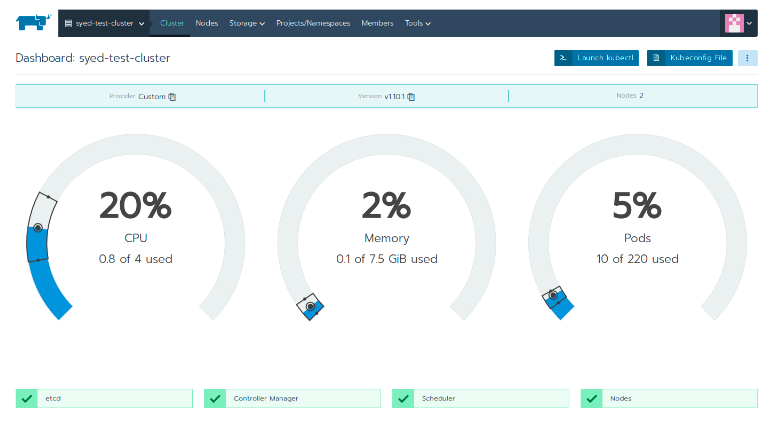 syed-test-cluster Cluster Nodes Storage Projects/Namespaces Members Tools
Dashboard: syed-test-cluster Launch kubectl Kubeconfig File
Provider Custom Version v1.10.1 Nodes 2
20% 2% 5%
CPU Memory Pods
0.8 of 4 used 0.1 of 7.5 GiB used 10 of 220 used
etcd Controller Manager Scheduler Nodes